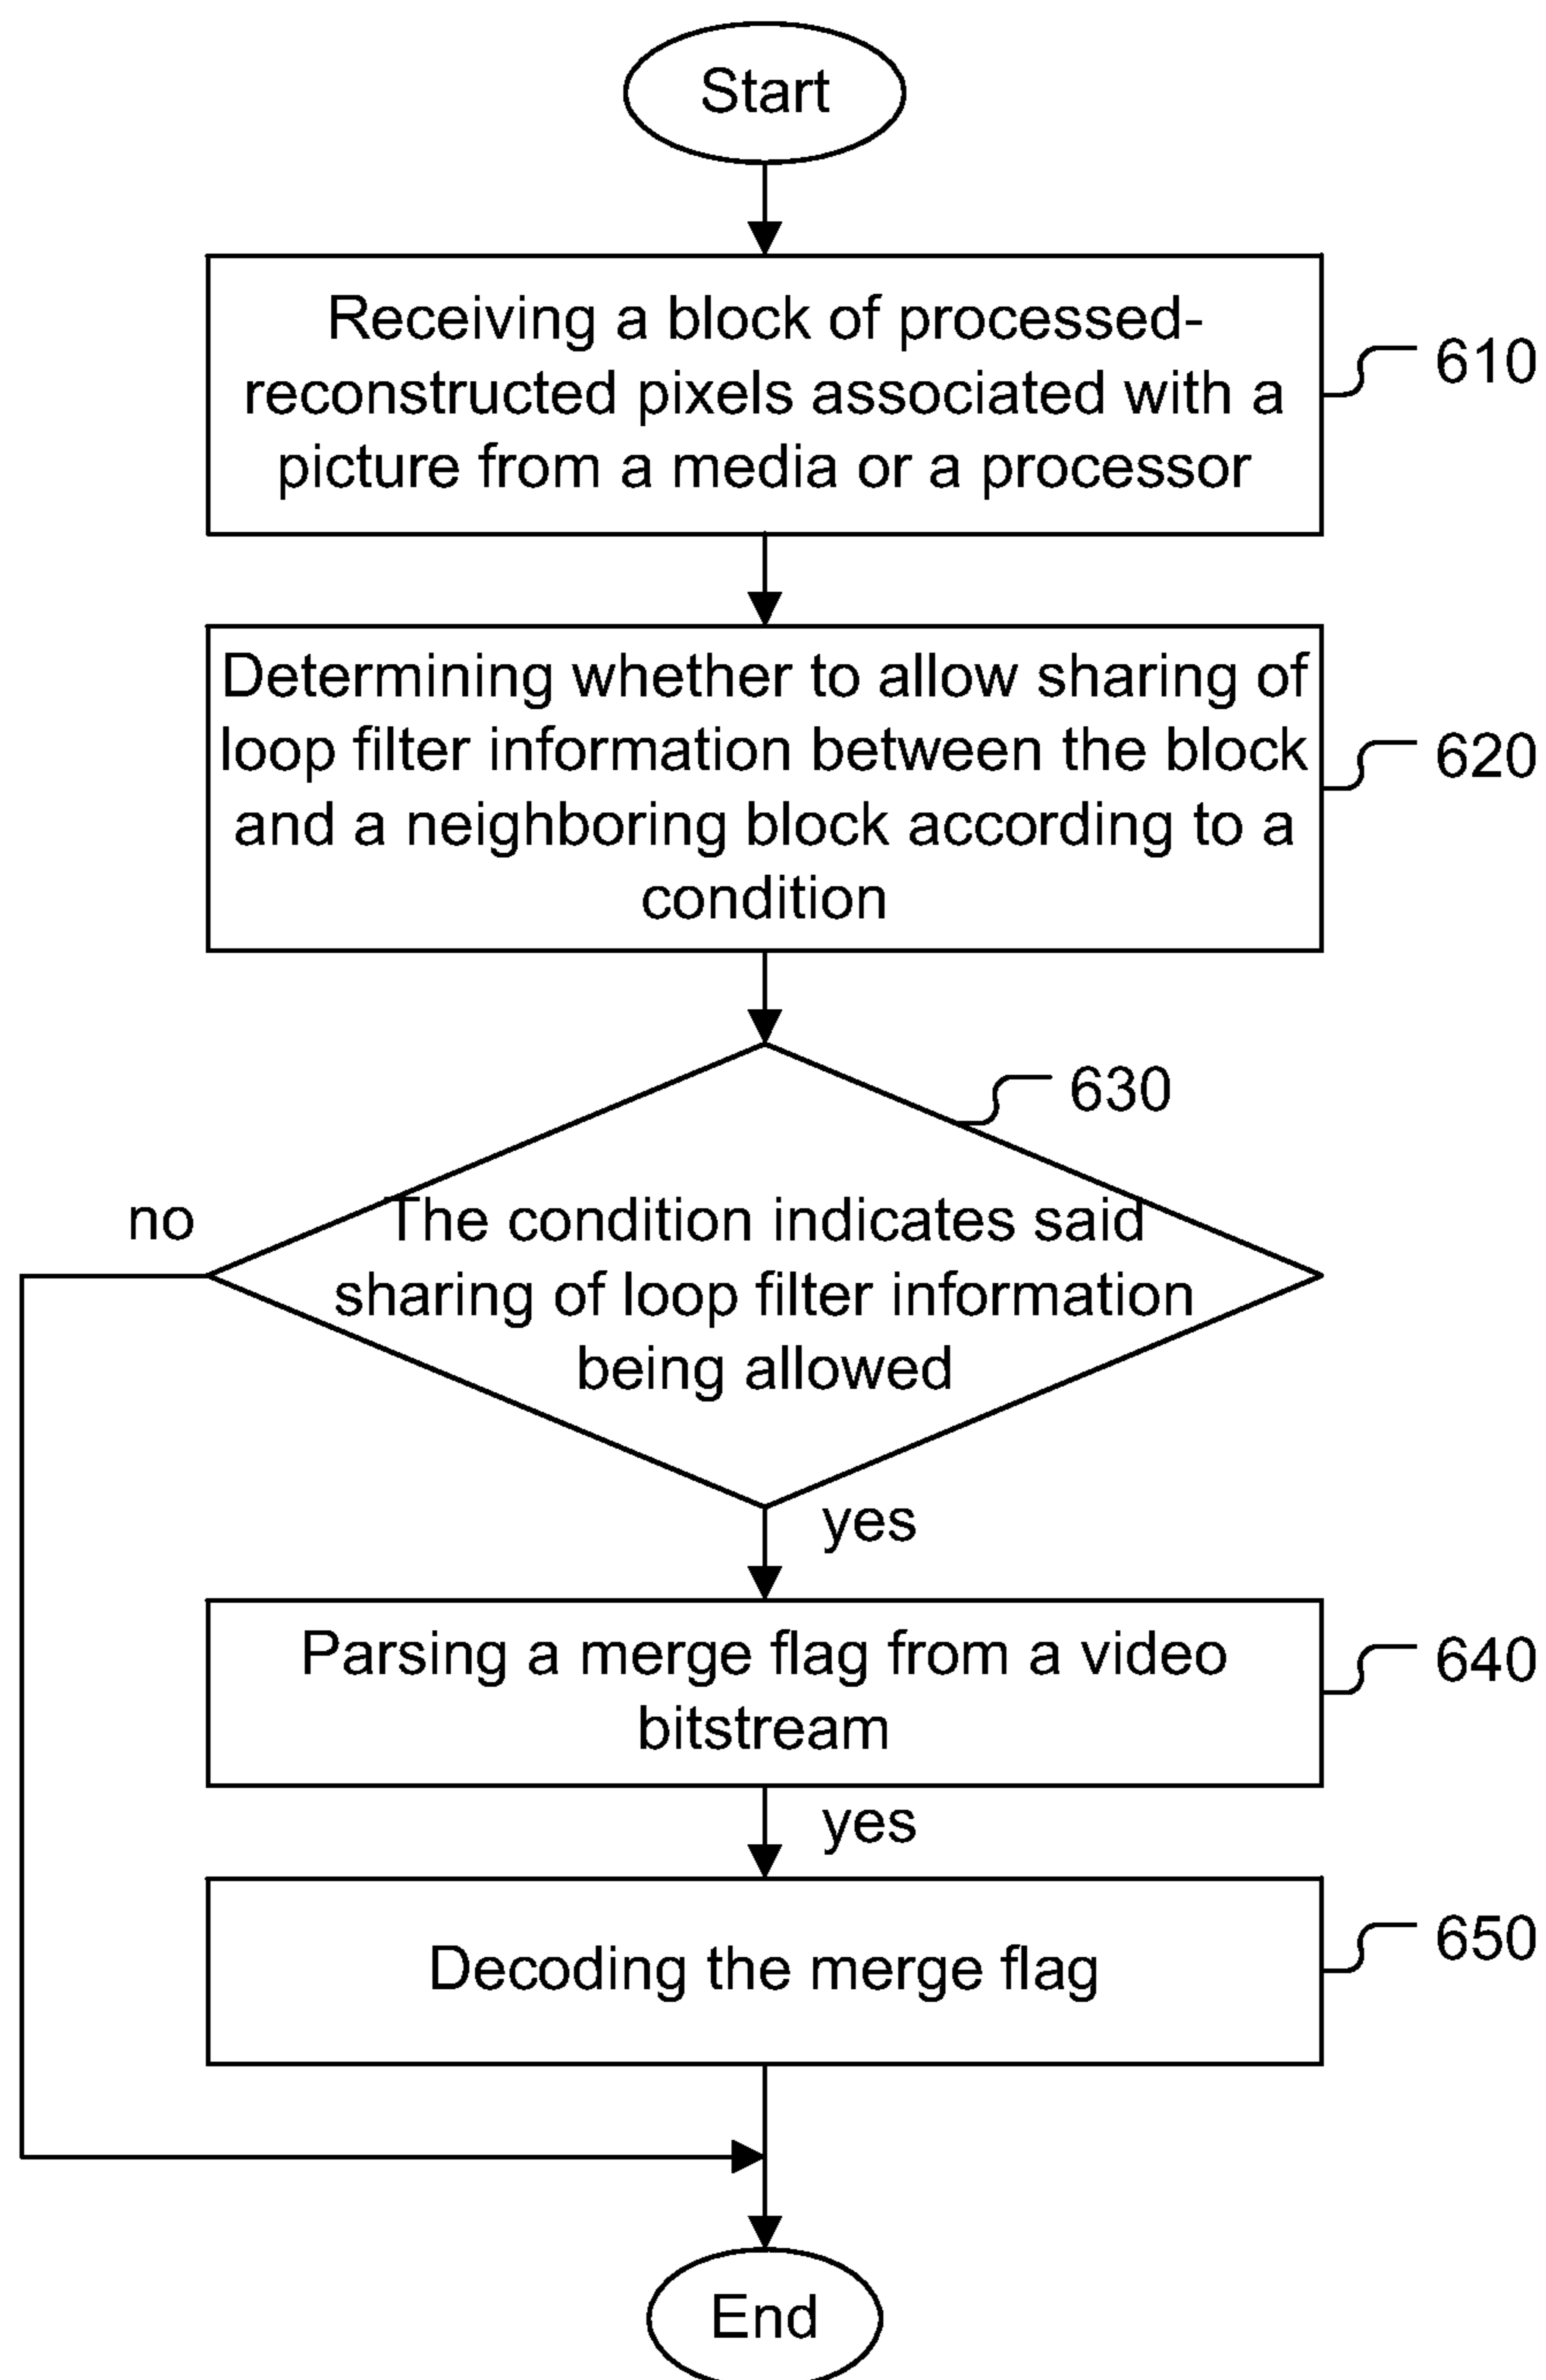 Start
Receiving a block of processed-
reconstructed pixels associated with a
picture from a media or a processor
610
Determining whether to allow sharing of
loop filter information between the block
and a neighboring block according to a
condition
620
630
no
The condition indicates said
sharing of loop filter information
being allowed
yes
Parsing a merge flag from a video
bitstream
640
yes
Decoding the merge flag
650
End